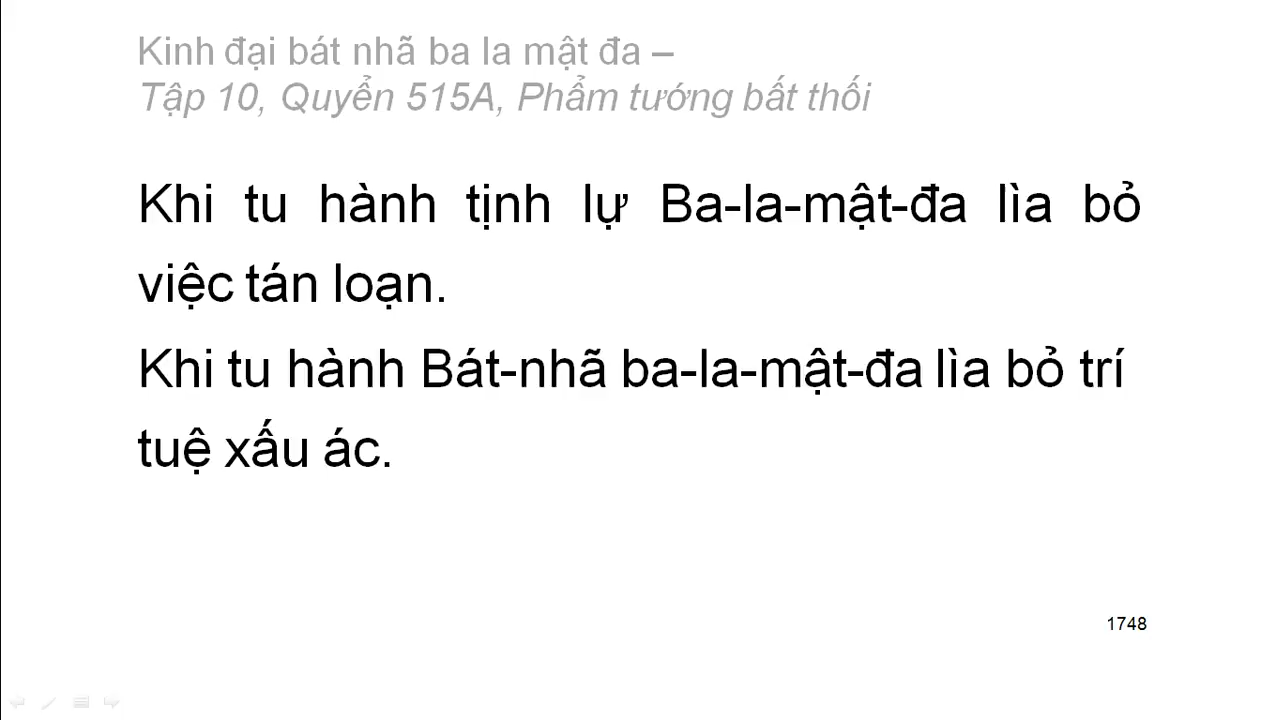 Kinh đại bát nhã ba la mật đa –
Tập 10, Quyển 515A, Phẩm tướng bất thối
Khi tu hành tịnh lự Ba-la-mật-đa lìa bỏ
việc tán loạn.
Khi tu hành Bát-nhã ba-la-mật-đa lìa bỏ trí
tuệ xấu ác.
1748